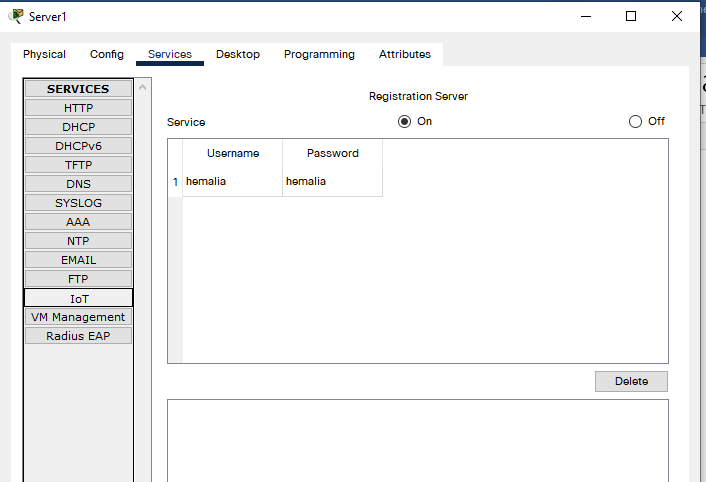 Server1
Physical Config Services Desktop Programming Attributes
SERVICES
HTTP
DHCP
DHCPv6
TFTP
DNS
SYSLOG
AAA
NTP
EMAIL
FTP
IoT
VM Management
Radius EAP
Registration Server
Service On Off
Username Password
1 hemalia hemalia
Delete